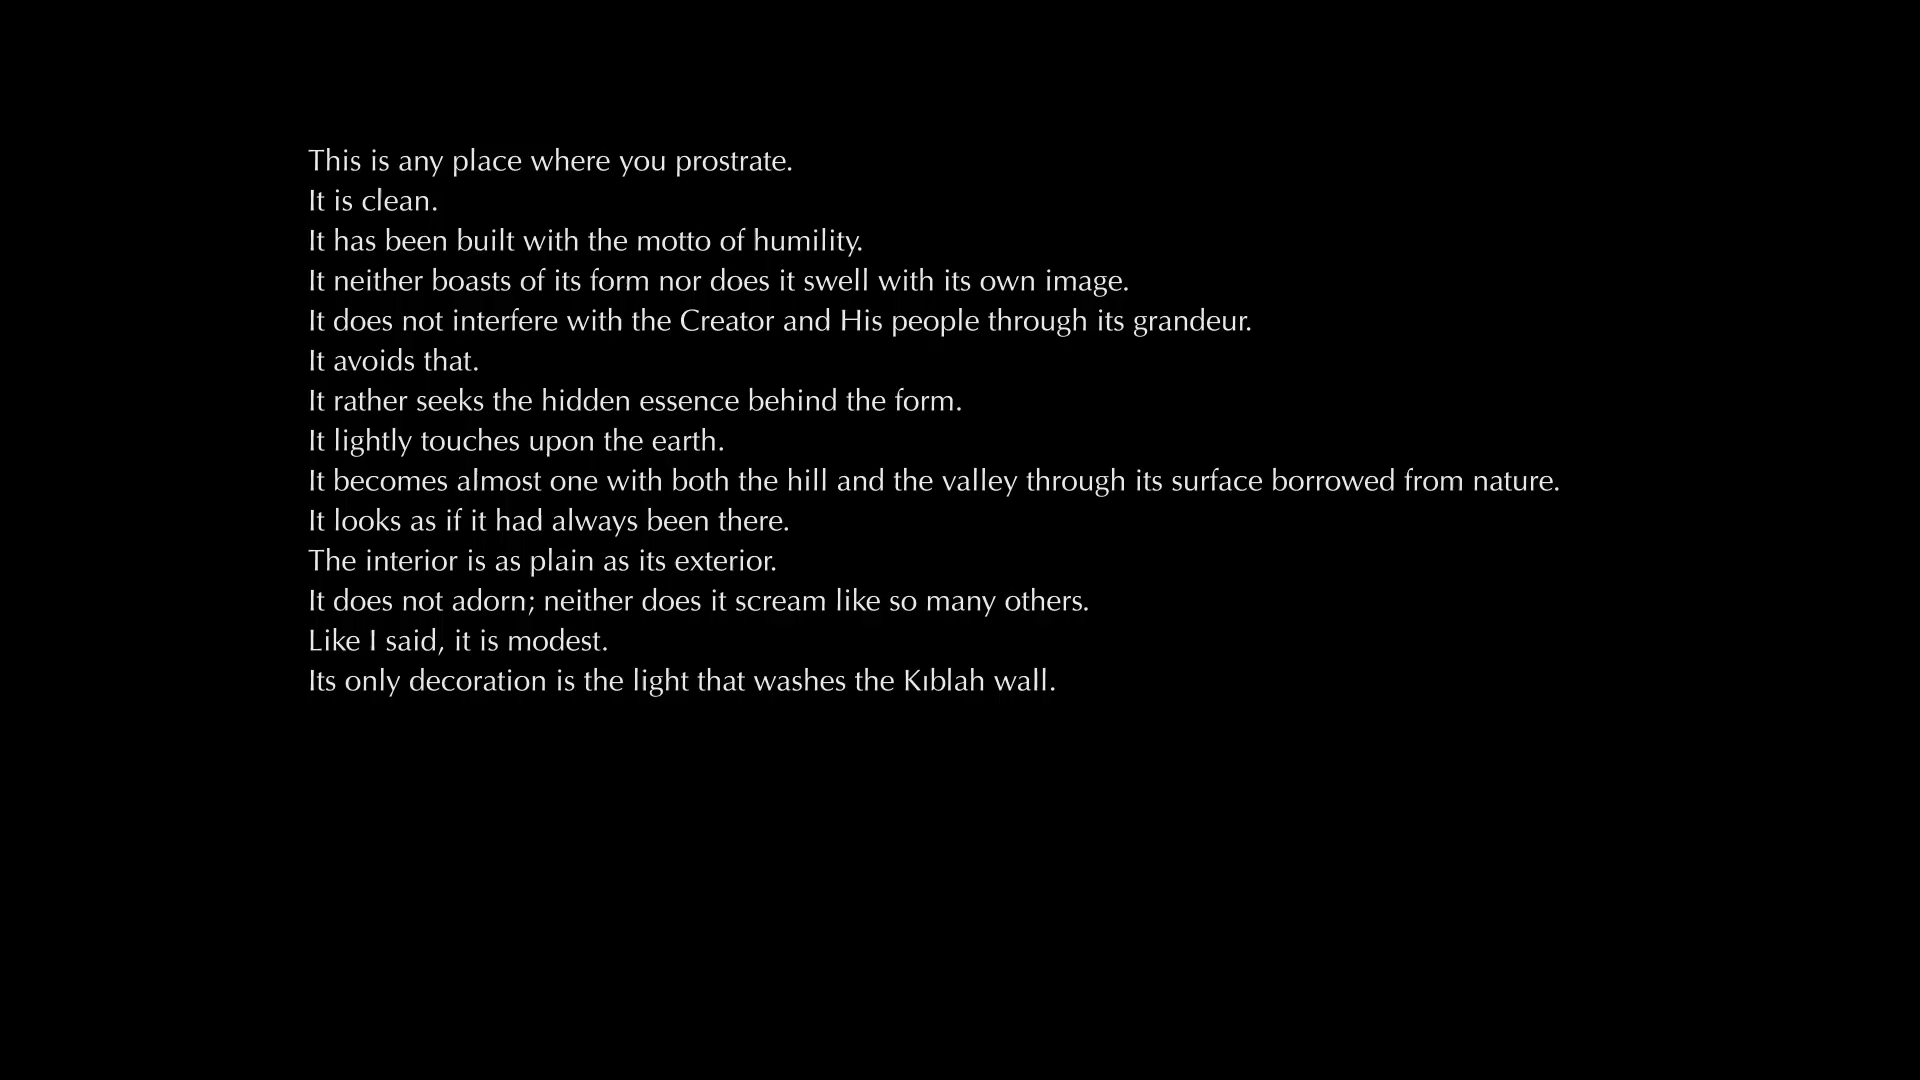 This is any place where you prostrate.
It is clean.
It has been built with the motto of humility.
It neither boasts of its form nor does it swell with its own image.
It does not interfere with the Creator and His people through its grandeur.
It avoids that.
It rather seeks the hidden essence behind the form.
It lightly touches upon the earth.
It becomes almost one with both the hill and the valley through its surface borrowed from nature.
It looks as if it had always been there.
The interior is as plain as its exterior.
It does not adorn; neither does it scream like so many others.
Like I said, it is modest.
Its only decoration is the light that washes the Kıblah wall.